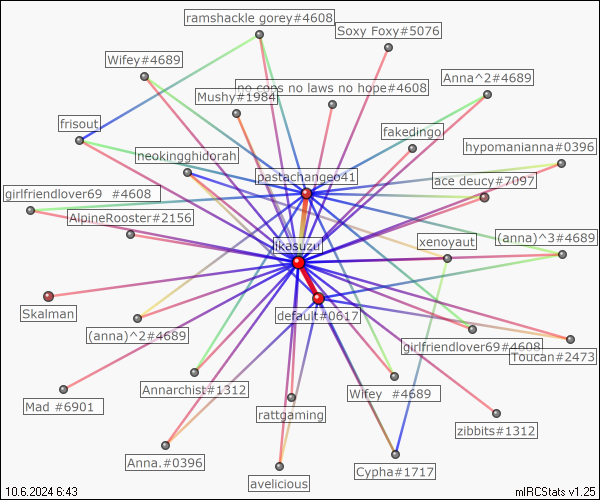 ramshackle gorey#4608
Soxy Foxy#5076
Wifey#4689
Anna^2#4689
no cops no laws no hope#4608
Mushy#1984
frisout
fakedingo
hypomanianna#0396
neokingghidorah
pastachangeo41
ace deucy#7097
girlfriendlover69 #4608
AlpineRooster#2156
ikasuzu
xenoyaut
(anna)^3#4689
Skalman
default#0617
(anna)^2#4689
girlfriendlover69#4608
Toucan#2473
Annarchist#1312
Wifey #4689
Mad #6901
rattgaming
zibbits#1312
Anna.#0396
Cypha#1717
avelicious
10.6.2024 6:43
mIRCStats v1.25